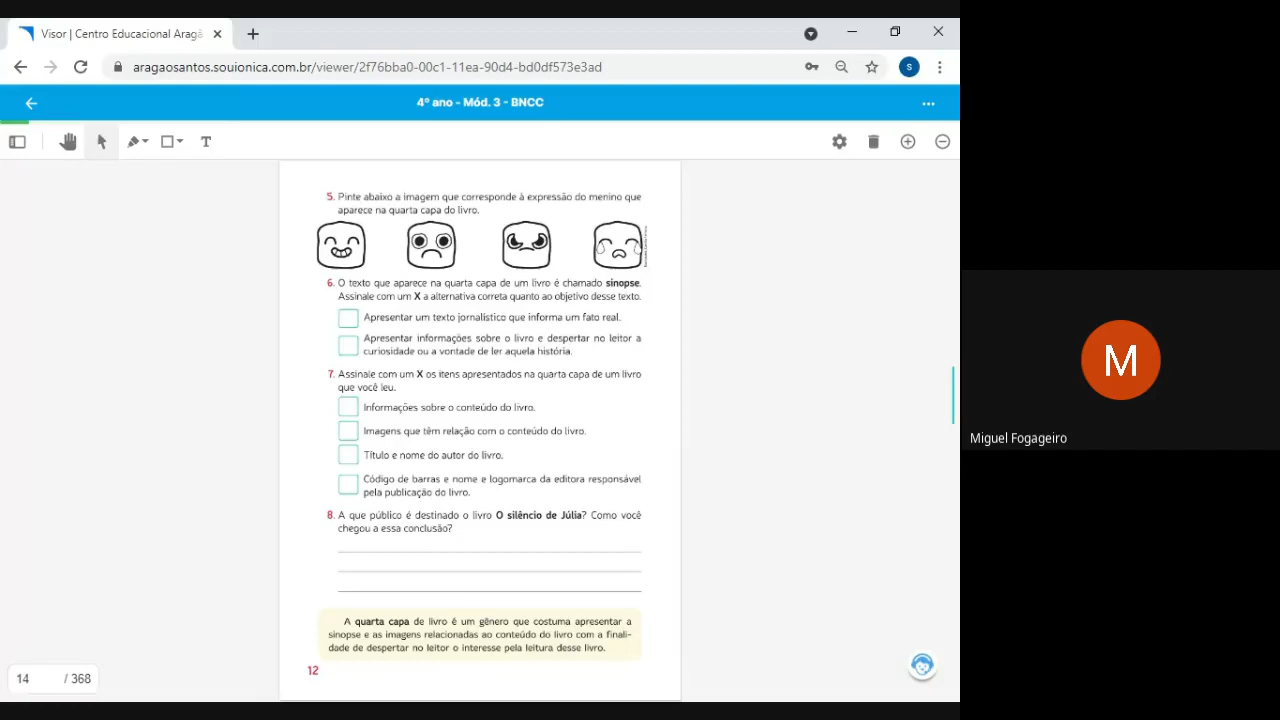 Visor | Centro Educacional Aragã
aragaosantos.souionica.com.br/viewer/2f76bba0-00c1-11ea-90d4-bd0df573e3ad
S
4º ano - Mód. 3 - BNCC
T
5. Pinte abaixo a imagem que corresponde à expressão do menino que
aparece na quarta capa do livro.
6. O texto que aparece na quarta capa de um livro é chamado sinopse.
Assinale com um X a alternativa correta quanto ao objetivo desse texto.
Apresentar um texto jornalístico que informa um fato real.
Apresentar informações sobre o livro e despertar no leitor a
curiosidade ou a vontade de ler aquela história.
7. Assinale com um X os itens apresentados na quarta capa de um livro
que você leu.
Informações sobre o conteúdo do livro.
Imagens que têm relação com o conteúdo do livro.
Título e nome do autor do livro.
Código de barras e nome e logomarca da editora responsável
pela publicação do livro.
8. A que público é destinado o livro O silêncio de Júlia? Como você
chegou a essa conclusão?
A quarta capa de livro é um gênero que costuma apresentar a
sinopse e as imagens relacionadas ao conteúdo do livro com a finali-
dade de despertar no leitor o interesse pela leitura desse livro.
12
14 / 368
M
Miguel Fogageiro